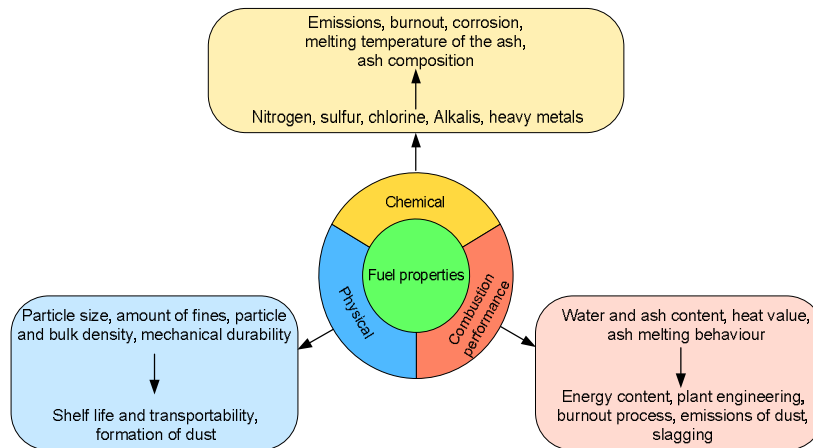 Emissions, burnout, corrosion,
melting temperature of the ash,
ash composition
Nitrogen, sulfur, chlorine, Alkalis, heavy metals
Chemical
Fuel properties
Physical
Combustion
performance
Particle size, amount of fines, particle
and bulk density, mechanical durability
Shelf life and transportability,
formation of dust
Water and ash content, heat value,
ash melting behaviour
Energy content, plant engineering,
burnout process, emissions of dust,
slagging